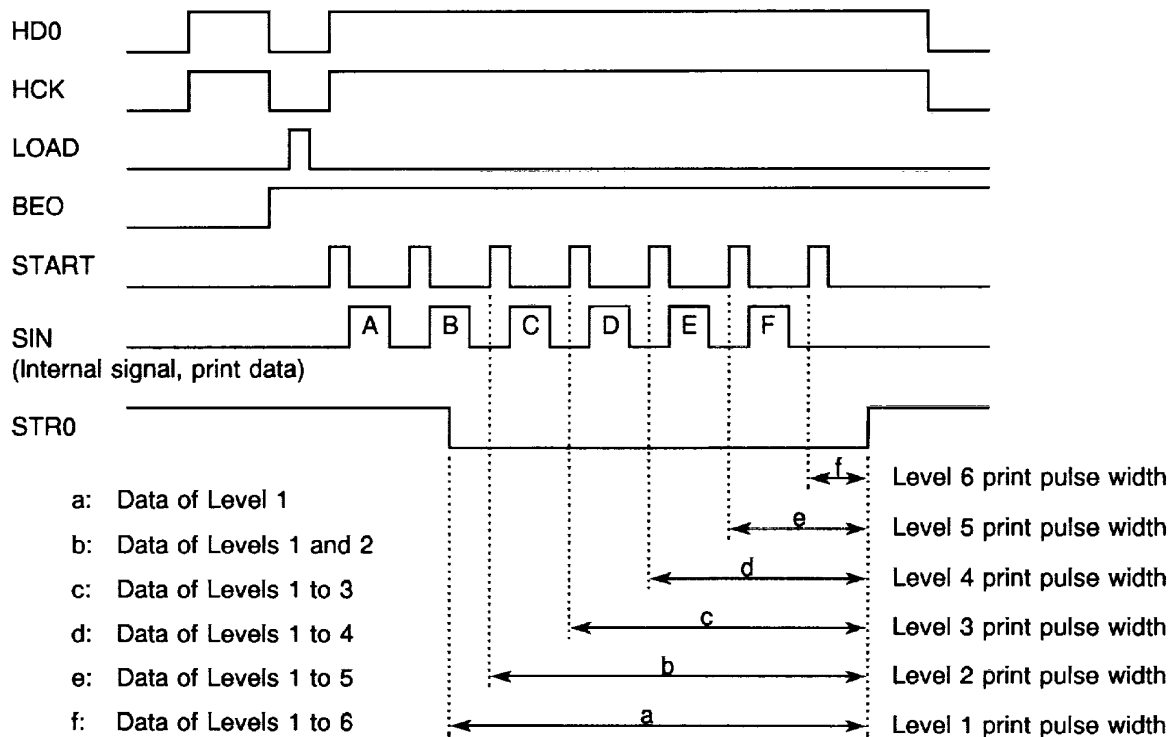 HD0
HCK
LOAD
BEO
START
A B C D E F
SIN
(Internal signal, print data)
STR0
f Level 6 print pulse width
a: Data of Level 1
e Level 5 print pulse width
b: Data of Levels 1 and 2
d Level 4 print pulse width
c: Data of Levels 1 to 3
c Level 3 print pulse width
d: Data of Levels 1 to 4
b Level 2 print pulse width
e: Data of Levels 1 to 5
a Level 1 print pulse width
f: Data of Levels 1 to 6